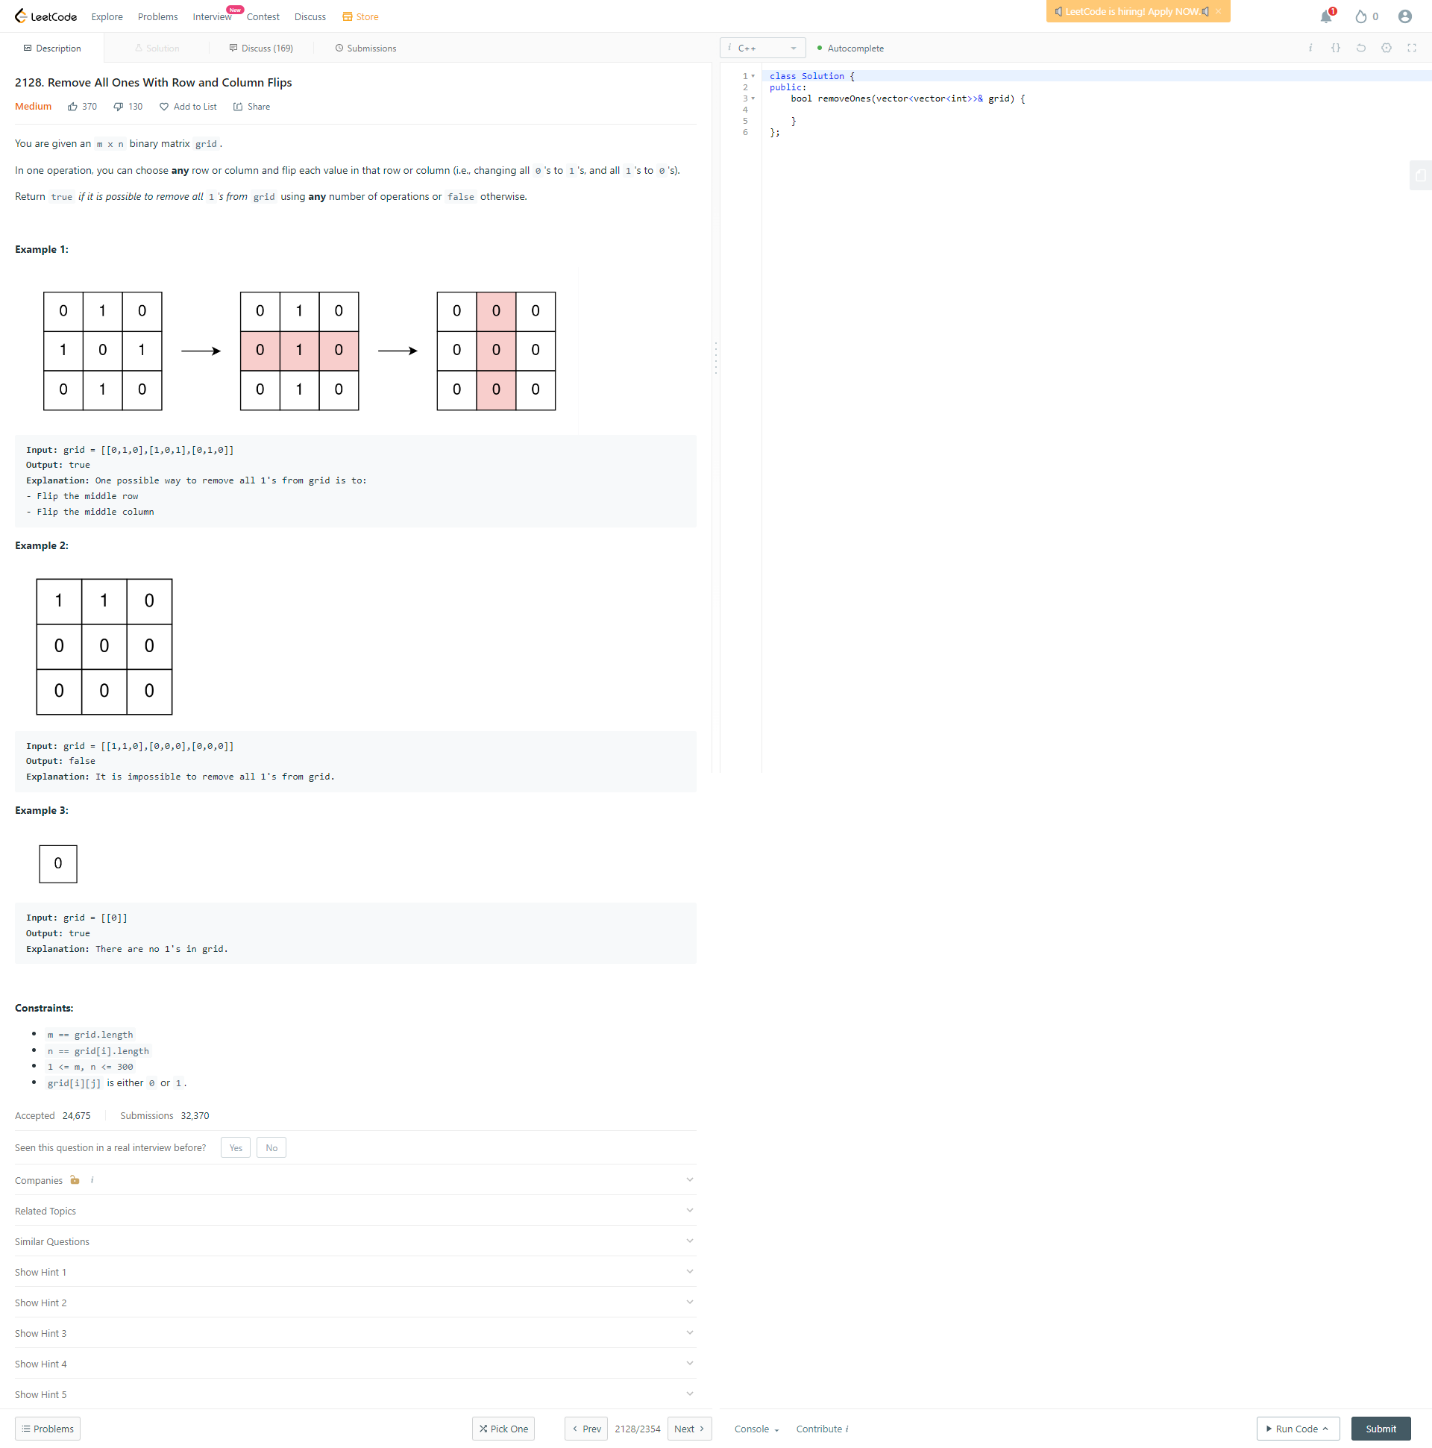 LeetCode Explore Problems Interview New Contest Discuss Store LeetCode is hiring! Apply NOW. × 1 0
Description Solution Discuss (169) Submissions
i C++ Autocomplete i {}
2128. Remove All Ones With Row and Column Flips
Medium 370 130 Add to List Share
You are given an m x n binary matrix grid.
In one operation, you can choose any row or column and flip each value in that row or column (i.e., changing all 0's to 1's, and all 1's to 0's).
Return true if it is possible to remove all 1's from grid using any number of operations or false otherwise.
Example 1:
0 1 0 0 1 0 0 0 0
1 0 1 0 1 0 0 0 0
0 1 0 0 1 0 0 0 0
Input: grid = [[0,1,0],[1,0,1],[0,1,0]]
Output: true
Explanation: One possible way to remove all 1's from grid is to:
- Flip the middle row
- Flip the middle column
Example 2:
1 1 0
0 0 0
0 0 0
Input: grid = [[1,1,0],[0,0,0],[0,0,0]]
Output: false
Explanation: It is impossible to remove all 1's from grid.
Example 3:
0
Input: grid = [[0]]
Output: true
Explanation: There are no 1's in grid.
Constraints:
• m == grid.length
• n == grid[i].length
• 1 <= m, n <= 300
• grid[i][j] is either 0 or 1.
Accepted 24,675 Submissions 32,370
Seen this question in a real interview before? Yes No
Companies i
Related Topics
Similar Questions
Show Hint 1
Show Hint 2
Show Hint 3
Show Hint 4
Show Hint 5
Problems Pick One < Prev 2128/2354 Next >
1 class Solution {
2 public:
3 bool removeOnes(vector<vector<int>>& grid) {
4
5 }
6 };
Console Contribute i Run Code Submit